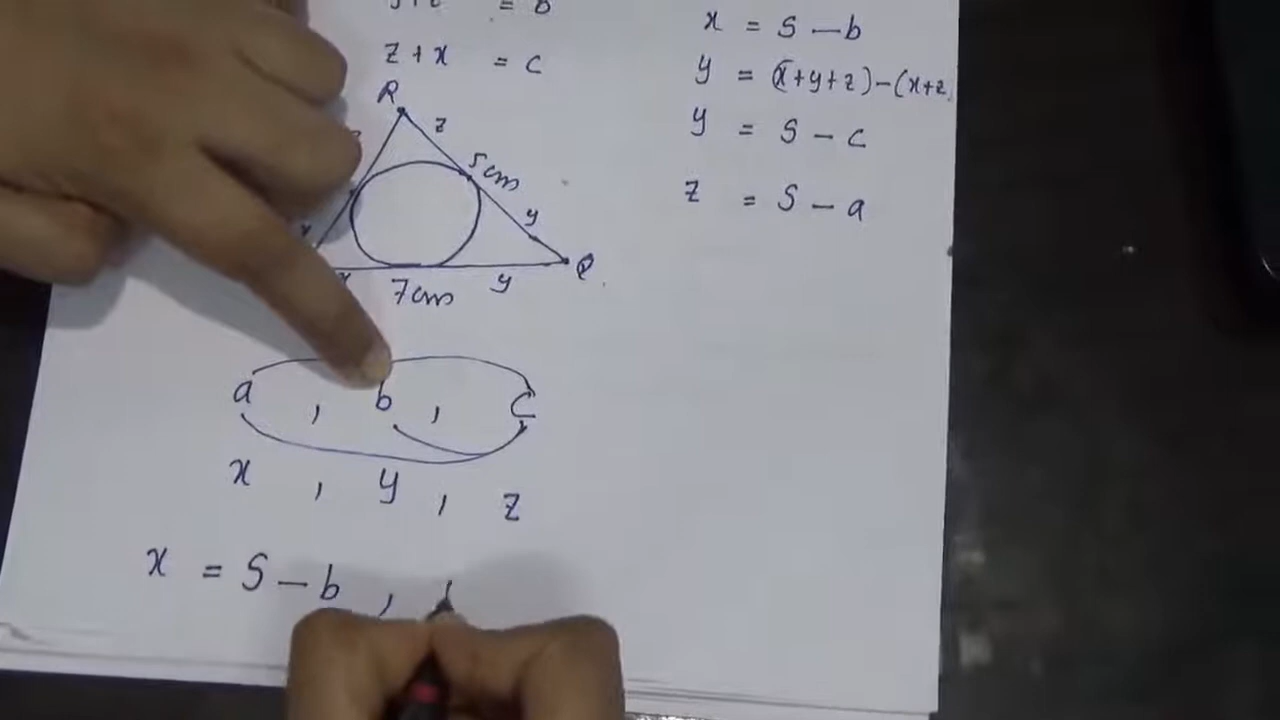 = b
z + x = c
x = S — b
y = (x+y+z) - (x+z
y = S - c
z = S - a
R
z
5cm
y
x
Q
x
7cm
y
a , b , c
x , y , z
x = S - b ,